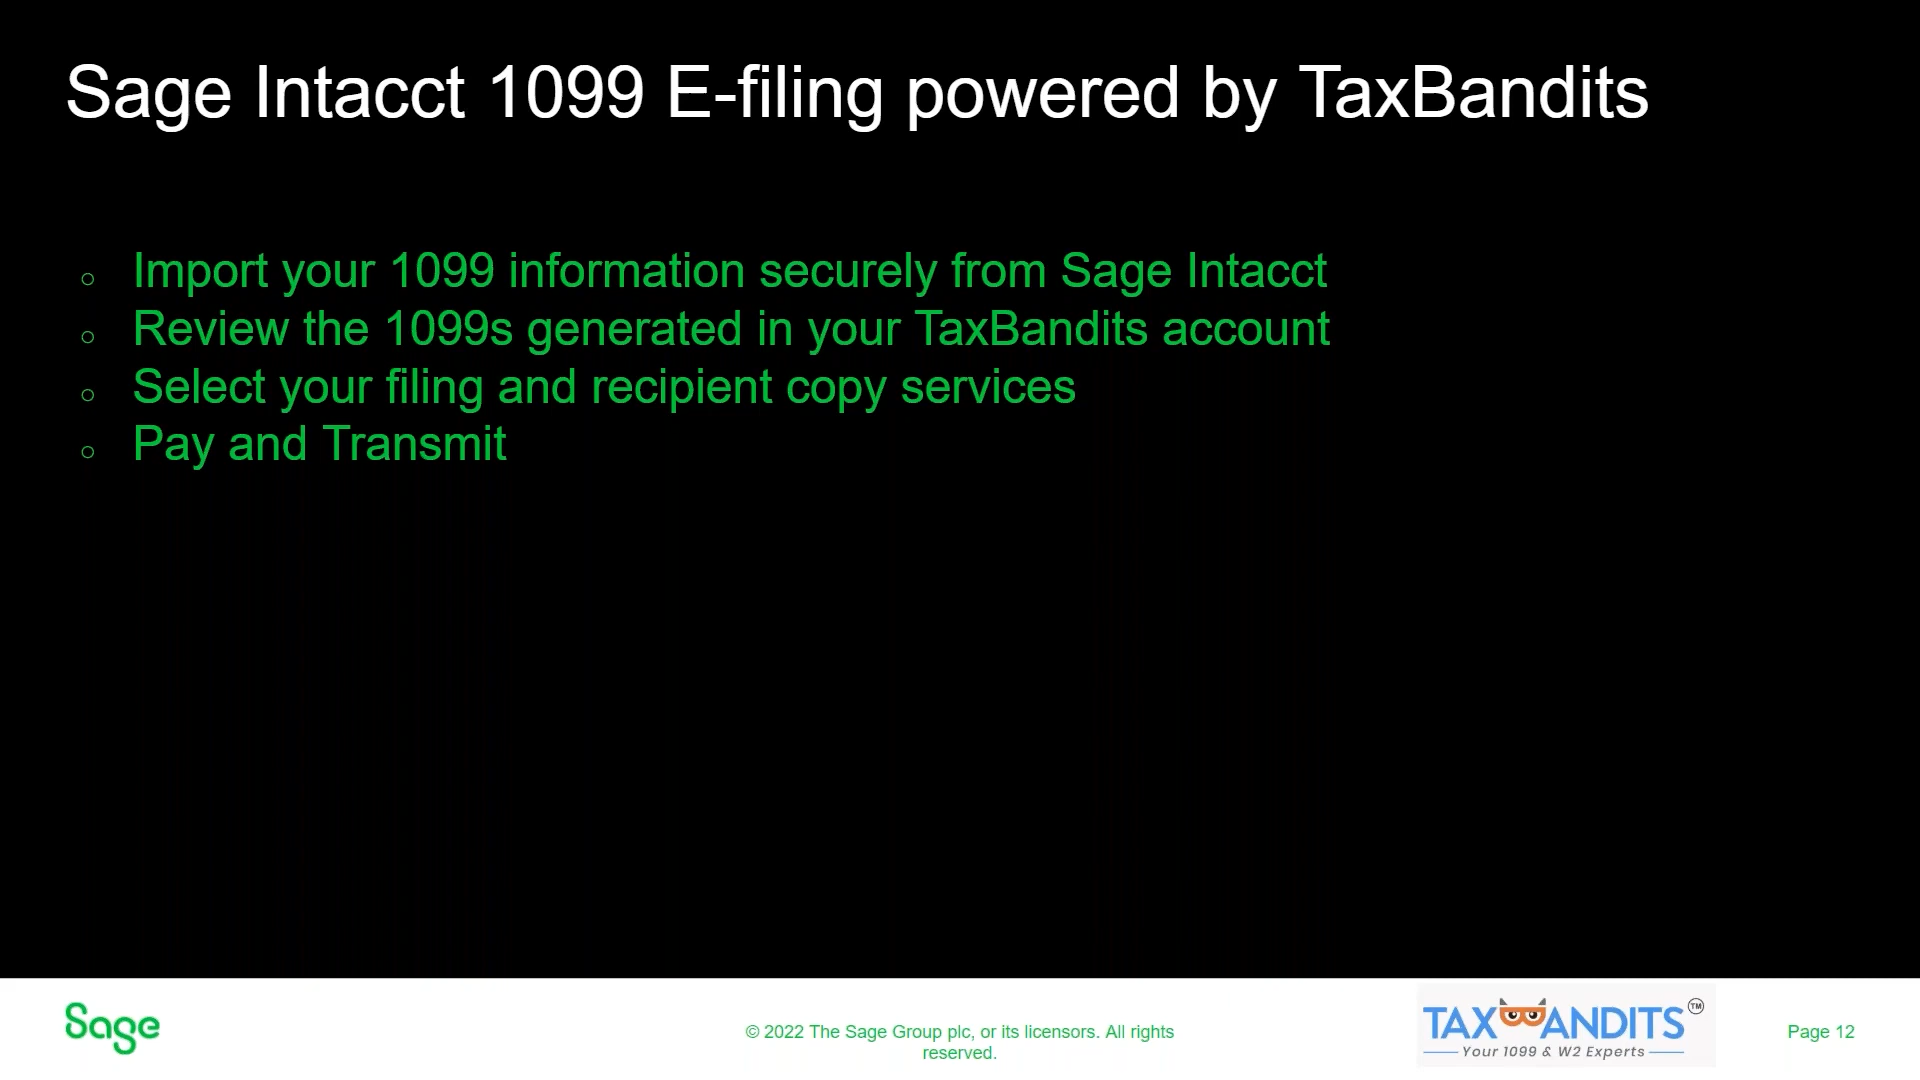 Sage Intacct 1099 E-filing powered by TaxBandits
Import your 1099 information securely from Sage Intacct
Review the 1099s generated in your TaxBandits account
Select your filing and recipient copy services
Pay and Transmit
Sage
© 2022 The Sage Group plc, or its licensors. All rights
reserved.
TAXBANDITS TM
Your 1099 & W2 Experts
Page 12